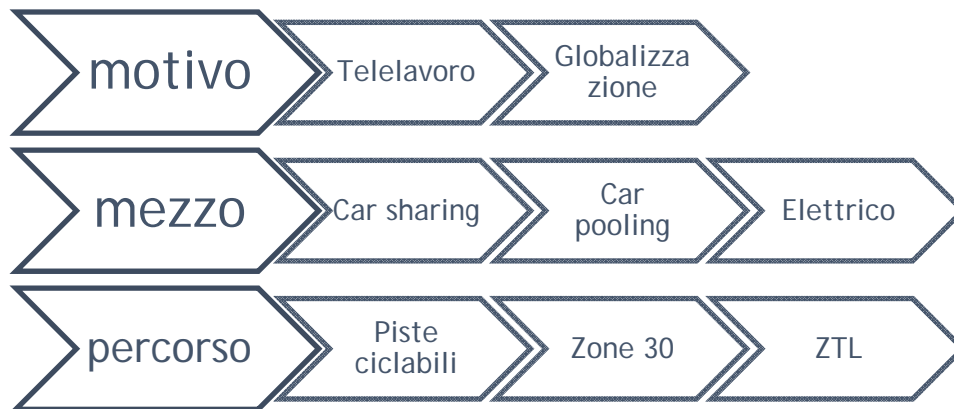 motivo
Telelavoro
Globalizza
zione
mezzo
Car sharing
Car
pooling
Elettrico
percorso
Piste
ciclabili
Zone 30
ZTL